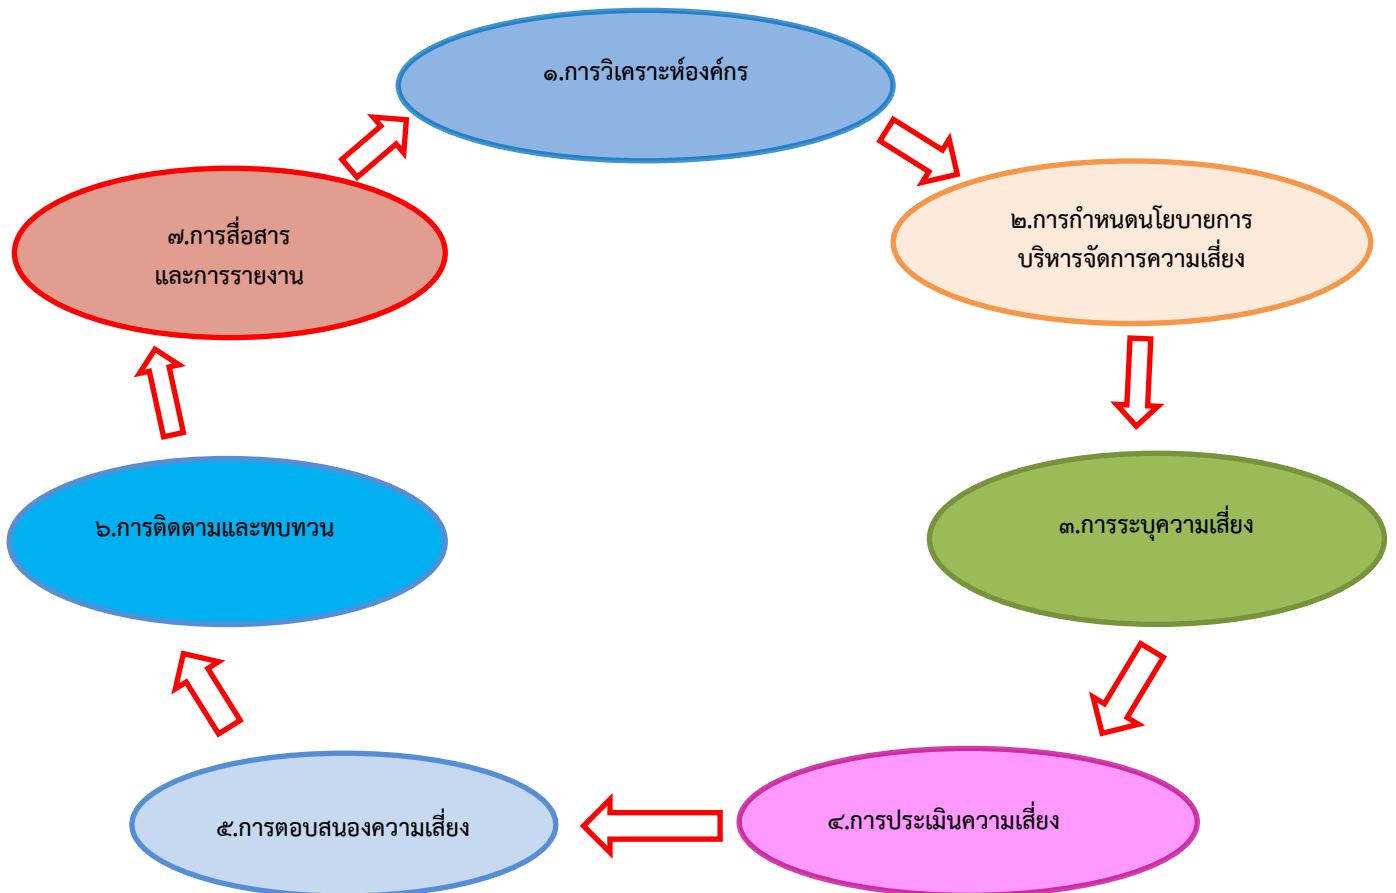 ๑.การวิเคราะห์องค์กร
๒.การกำหนดนโยบายการ
บริหารจัดการความเสี่ยง
๓.การระบุความเสี่ยง
๔.การประเมินความเสี่ยง
๕.การตอบสนองความเสี่ยง
๖.การติดตามและทบทวน
๗.การสื่อสาร
และการรายงาน